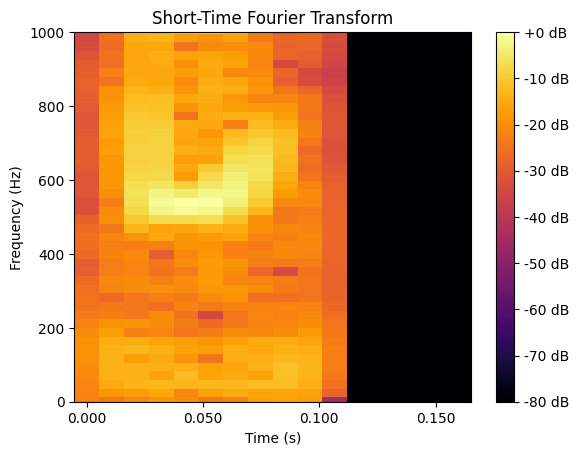 Short-Time Fourier Transform
Frequency (Hz)
1000
800
600
400
200
0
0.000
0.050
0.100
0.150
Time (s)
+0 dB
-10 dB
-20 dB
-30 dB
-40 dB
-50 dB
-60 dB
-70 dB
-80 dB